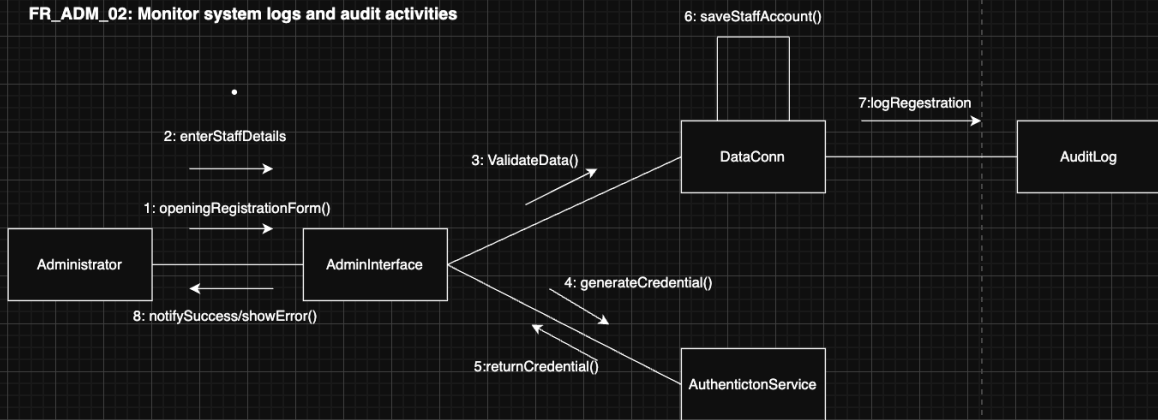 FR_ADM_02: Monitor system logs and audit activities
6: saveStaffAccount()
7:logRegestration
2: enterStaffDetails
3: ValidateData()
DataConn
AuditLog
1: openingRegistrationForm()
Administrator
AdminInterface
4: generateCredential()
8: notifySuccess/showError()
5:returnCredential()
AuthentictonService